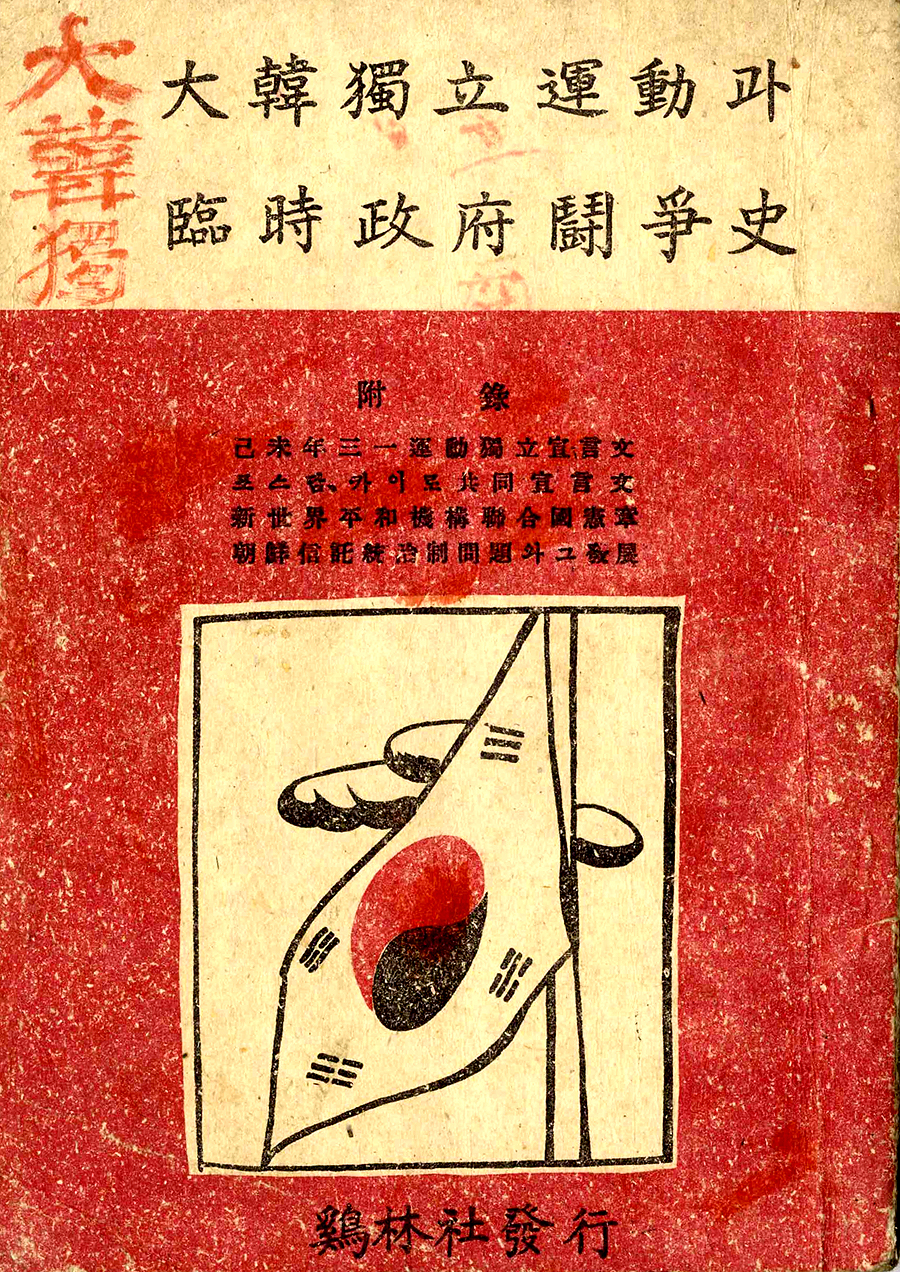 大韓獨立運動과
臨時政府鬪爭史
大韓獨
附錄
己未年三一運動獨立宣言文
포스담、카이로共同宣言文
新世界平和機構聯合國憲章
朝鮮信託統治制問題와그發展
鷄林社發行